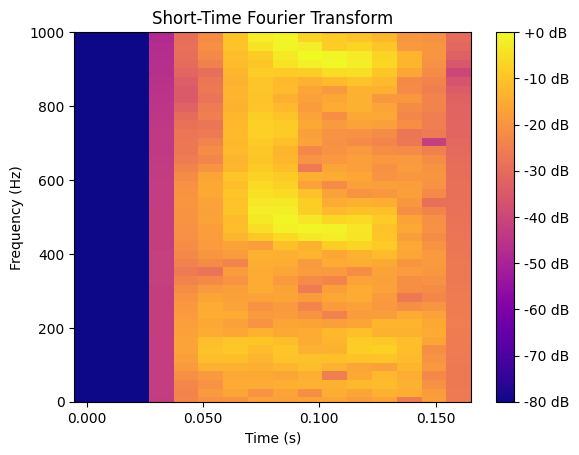 Short-Time Fourier Transform
1000
800
600
400
200
0
Frequency (Hz)
0.000
0.050
0.100
0.150
Time (s)
+0 dB
-10 dB
-20 dB
-30 dB
-40 dB
-50 dB
-60 dB
-70 dB
-80 dB